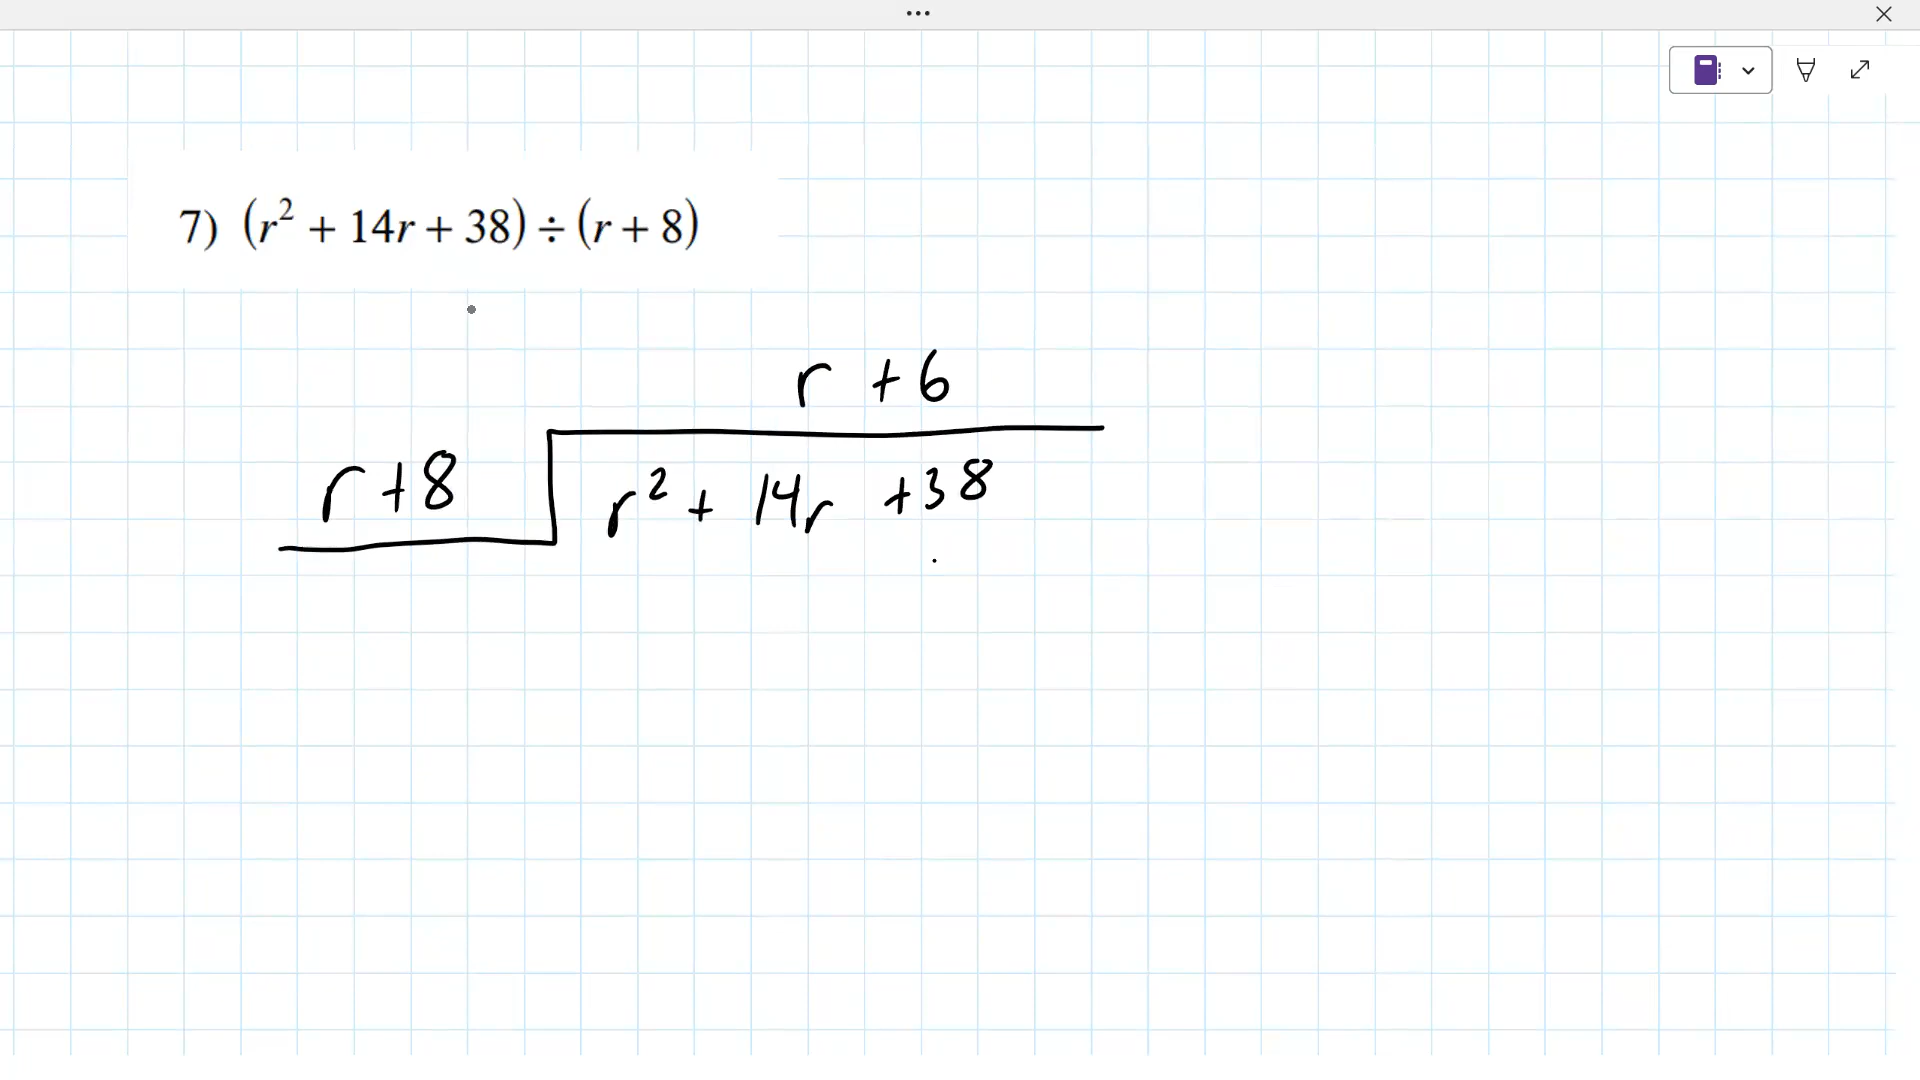 7) (r² + 14r + 38) ÷ (r + 8)
r + 6
r + 8 r² + 14r + 38